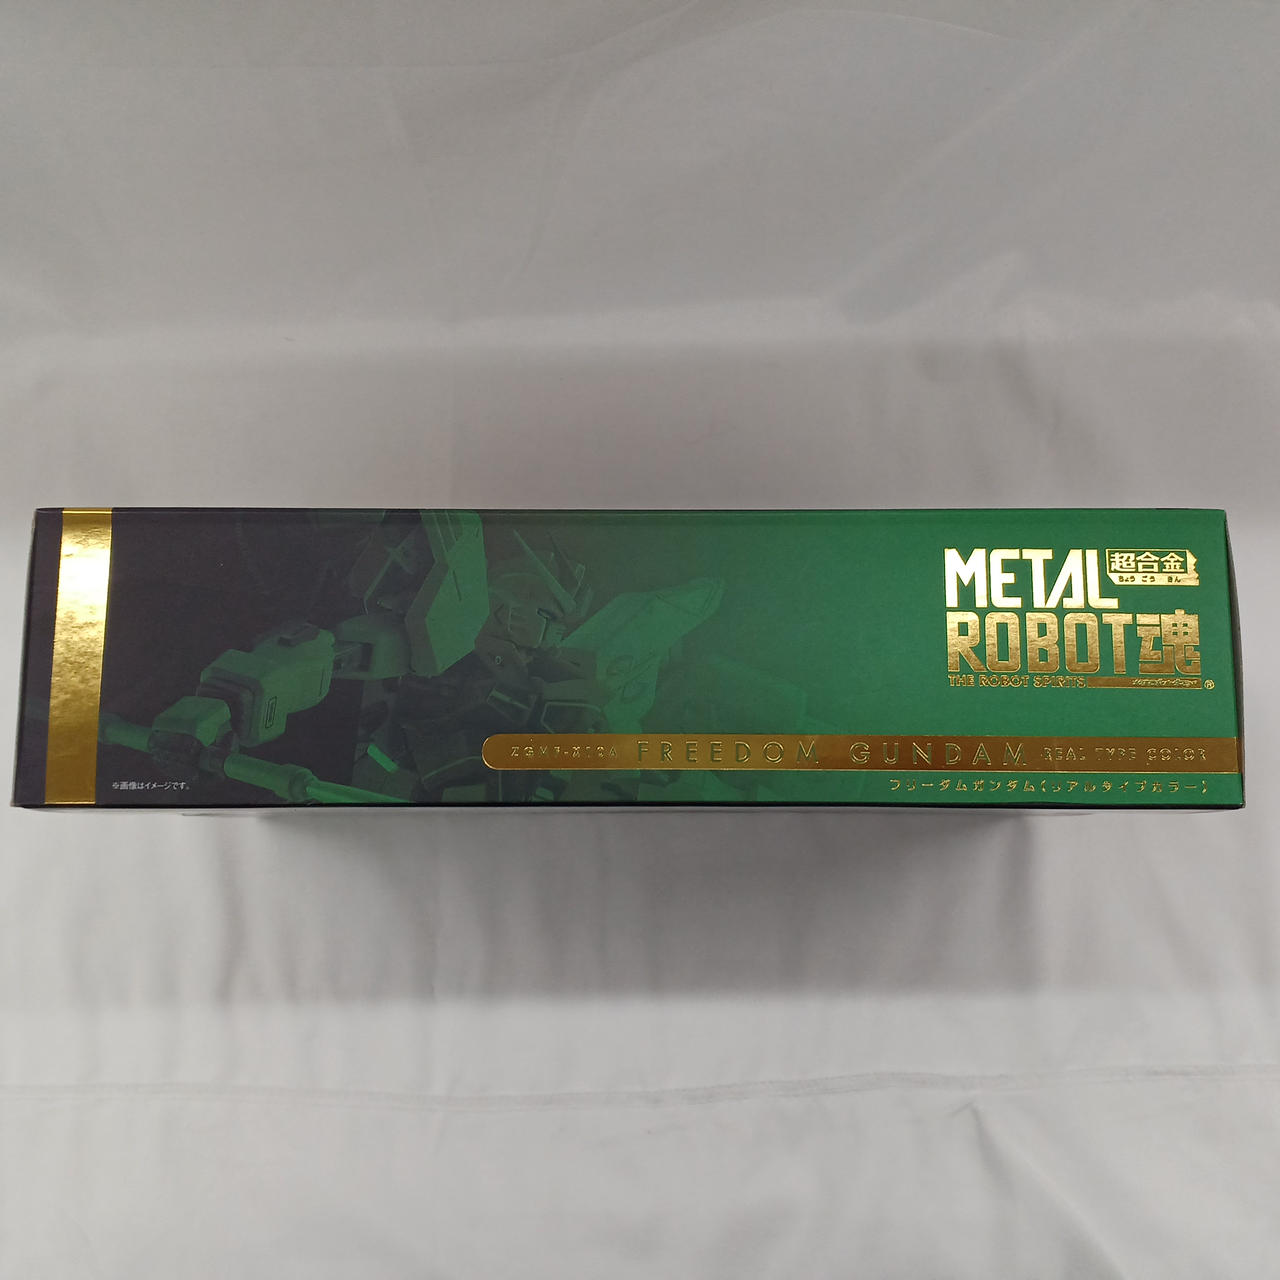 METAL 超合金
ちょうごうきん
ROBOT魂
THE ROBOT SPIRITS
®
ZGMF-X10A FREEDOM GUNDAM REAL TYPE COLOR
フリーダムガンダム(リアルタイプカラー)
※画像はイメージです。